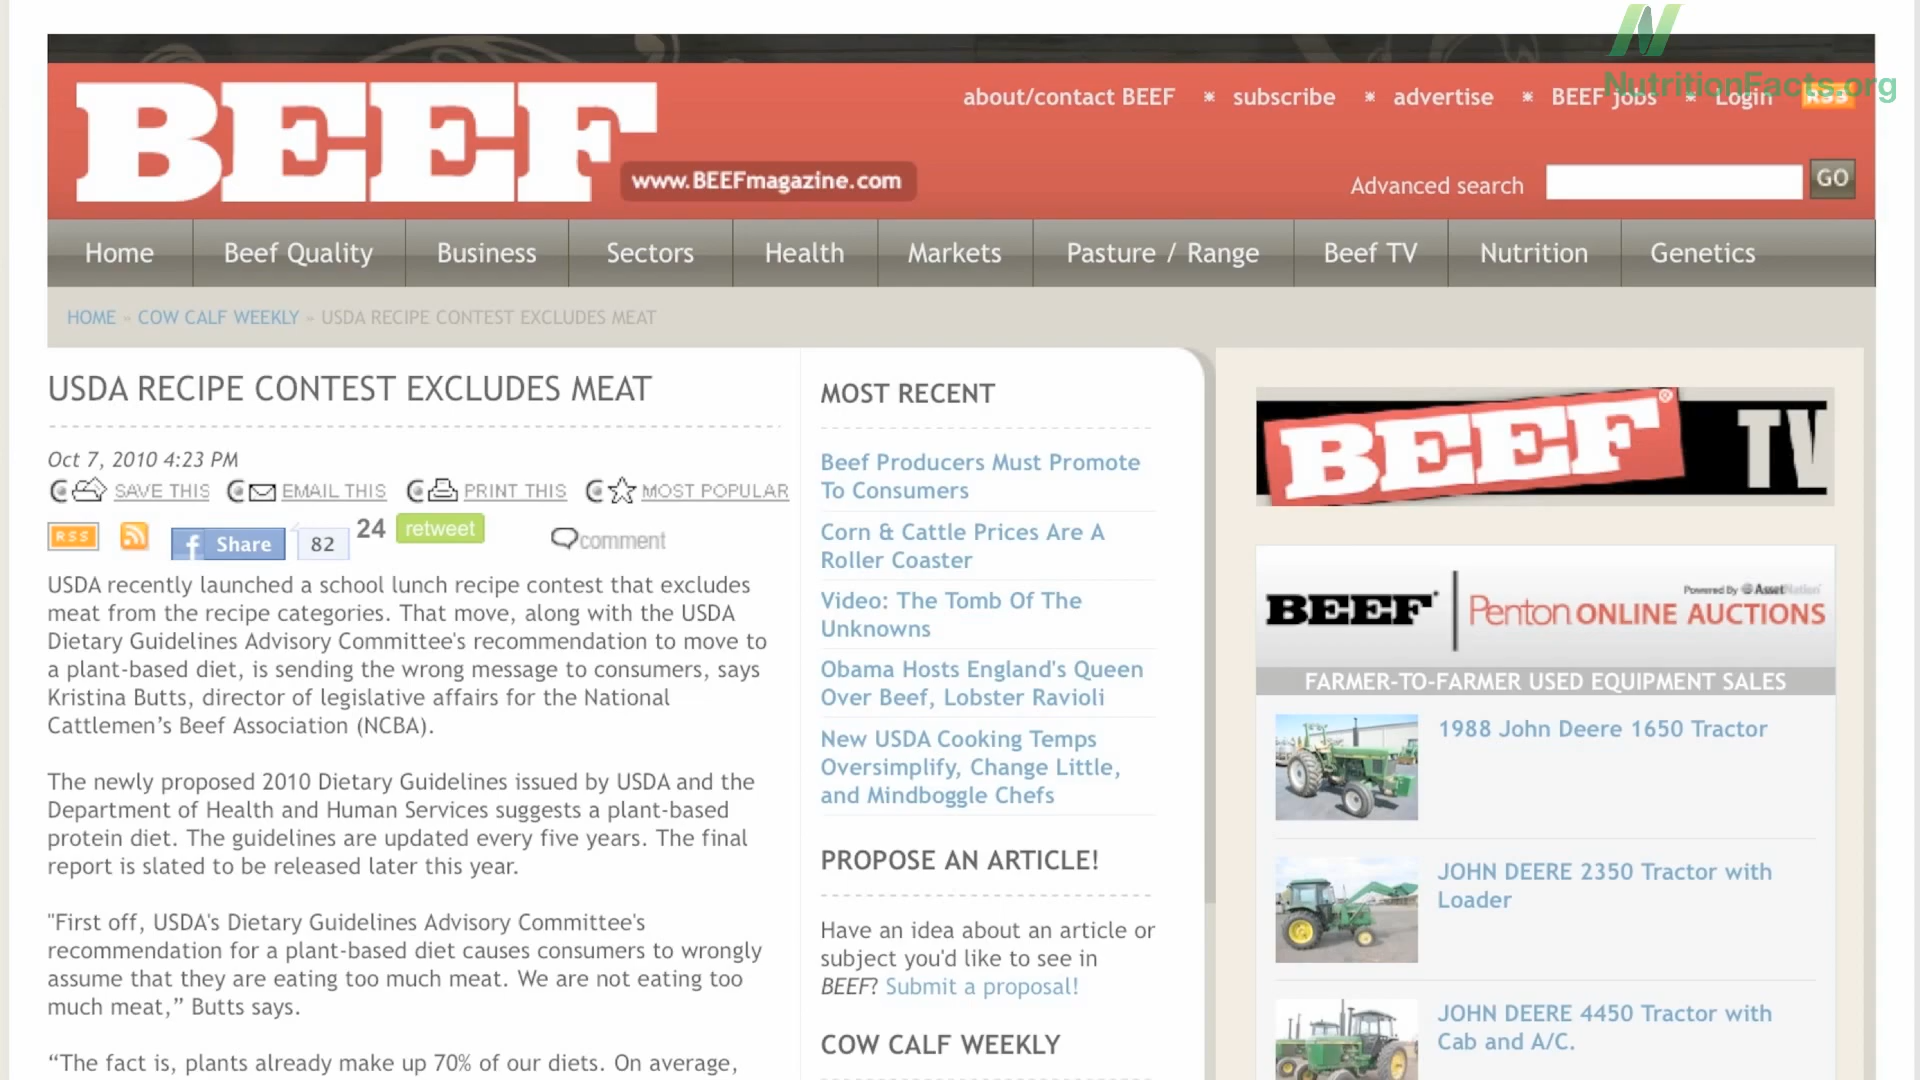 NutritionFacts.org
BEEF
www.BEEFmagazine.com
about/contact BEEF * subscribe * advertise * BEEF jobs * Login RSS
Advanced search GO
Home Beef Quality Business Sectors Health Markets Pasture / Range Beef TV Nutrition Genetics
HOME » COW CALF WEEKLY » USDA RECIPE CONTEST EXCLUDES MEAT
USDA RECIPE CONTEST EXCLUDES MEAT
Oct 7, 2010 4:23 PM
SAVE THIS EMAIL THIS PRINT THIS MOST POPULAR
RSS f Share 82 24 retweet comment
USDA recently launched a school lunch recipe contest that excludes
meat from the recipe categories. That move, along with the USDA
Dietary Guidelines Advisory Committee's recommendation to move to
a plant-based diet, is sending the wrong message to consumers, says
Kristina Butts, director of legislative affairs for the National
Cattlemen’s Beef Association (NCBA).
The newly proposed 2010 Dietary Guidelines issued by USDA and the
Department of Health and Human Services suggests a plant-based
protein diet. The guidelines are updated every five years. The final
report is slated to be released later this year.
"First off, USDA's Dietary Guidelines Advisory Committee's
recommendation for a plant-based diet causes consumers to wrongly
assume that they are eating too much meat. We are not eating too
much meat,” Butts says.
“The fact is, plants already make up 70% of our diets. On average,
MOST RECENT
Beef Producers Must Promote
To Consumers
Corn & Cattle Prices Are A
Roller Coaster
Video: The Tomb Of The
Unknowns
Obama Hosts England's Queen
Over Beef, Lobster Ravioli
New USDA Cooking Temps
Oversimplify, Change Little,
and Mindboggle Chefs
PROPOSE AN ARTICLE!
Have an idea about an article or
subject you'd like to see in
BEEF? Submit a proposal!
COW CALF WEEKLY
BEEF® TV
BEEF Powered By AssetNation
Penton ONLINE AUCTIONS
FARMER-TO-FARMER USED EQUIPMENT SALES
1988 John Deere 1650 Tractor
JOHN DEERE 2350 Tractor with
Loader
JOHN DEERE 4450 Tractor with
Cab and A/C.